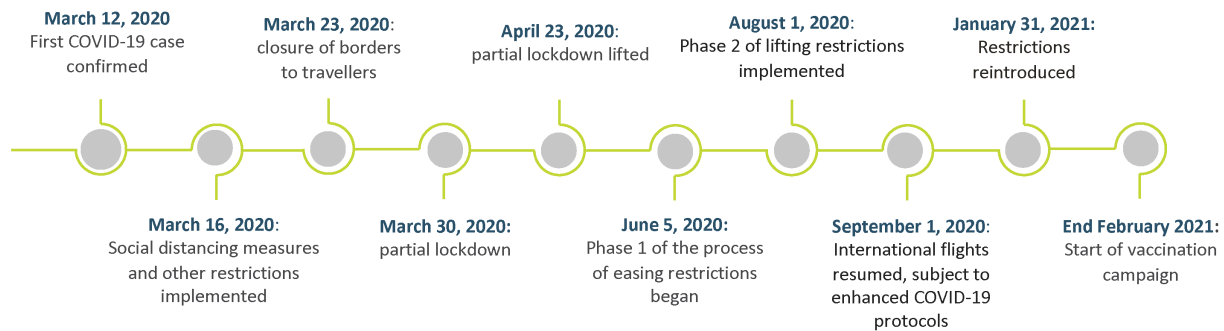 March 12, 2020
First COVID-19 case
confirmed
March 16, 2020:
Social distancing measures
and other restrictions
implemented
March 23, 2020:
closure of borders
to travellers
March 30, 2020:
partial lockdown
April 23, 2020:
partial lockdown lifted
June 5, 2020:
Phase 1 of the process
of easing restrictions
began
August 1, 2020:
Phase 2 of lifting restrictions
implemented
September 1, 2020:
International flights
resumed, subject to
enhanced COVID-19
protocols
January 31, 2021:
Restrictions
reintroduced
End February 2021:
Start of vaccination
campaign